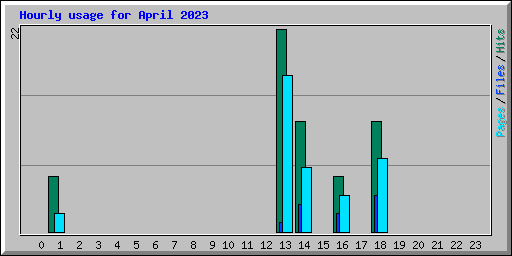 Hourly usage for April 2023
22
Pages/Files/Hits
0 1 2 3 4 5 6 7 8 9 10 11 12 13 14 15 16 17 18 19 20 21 22 23